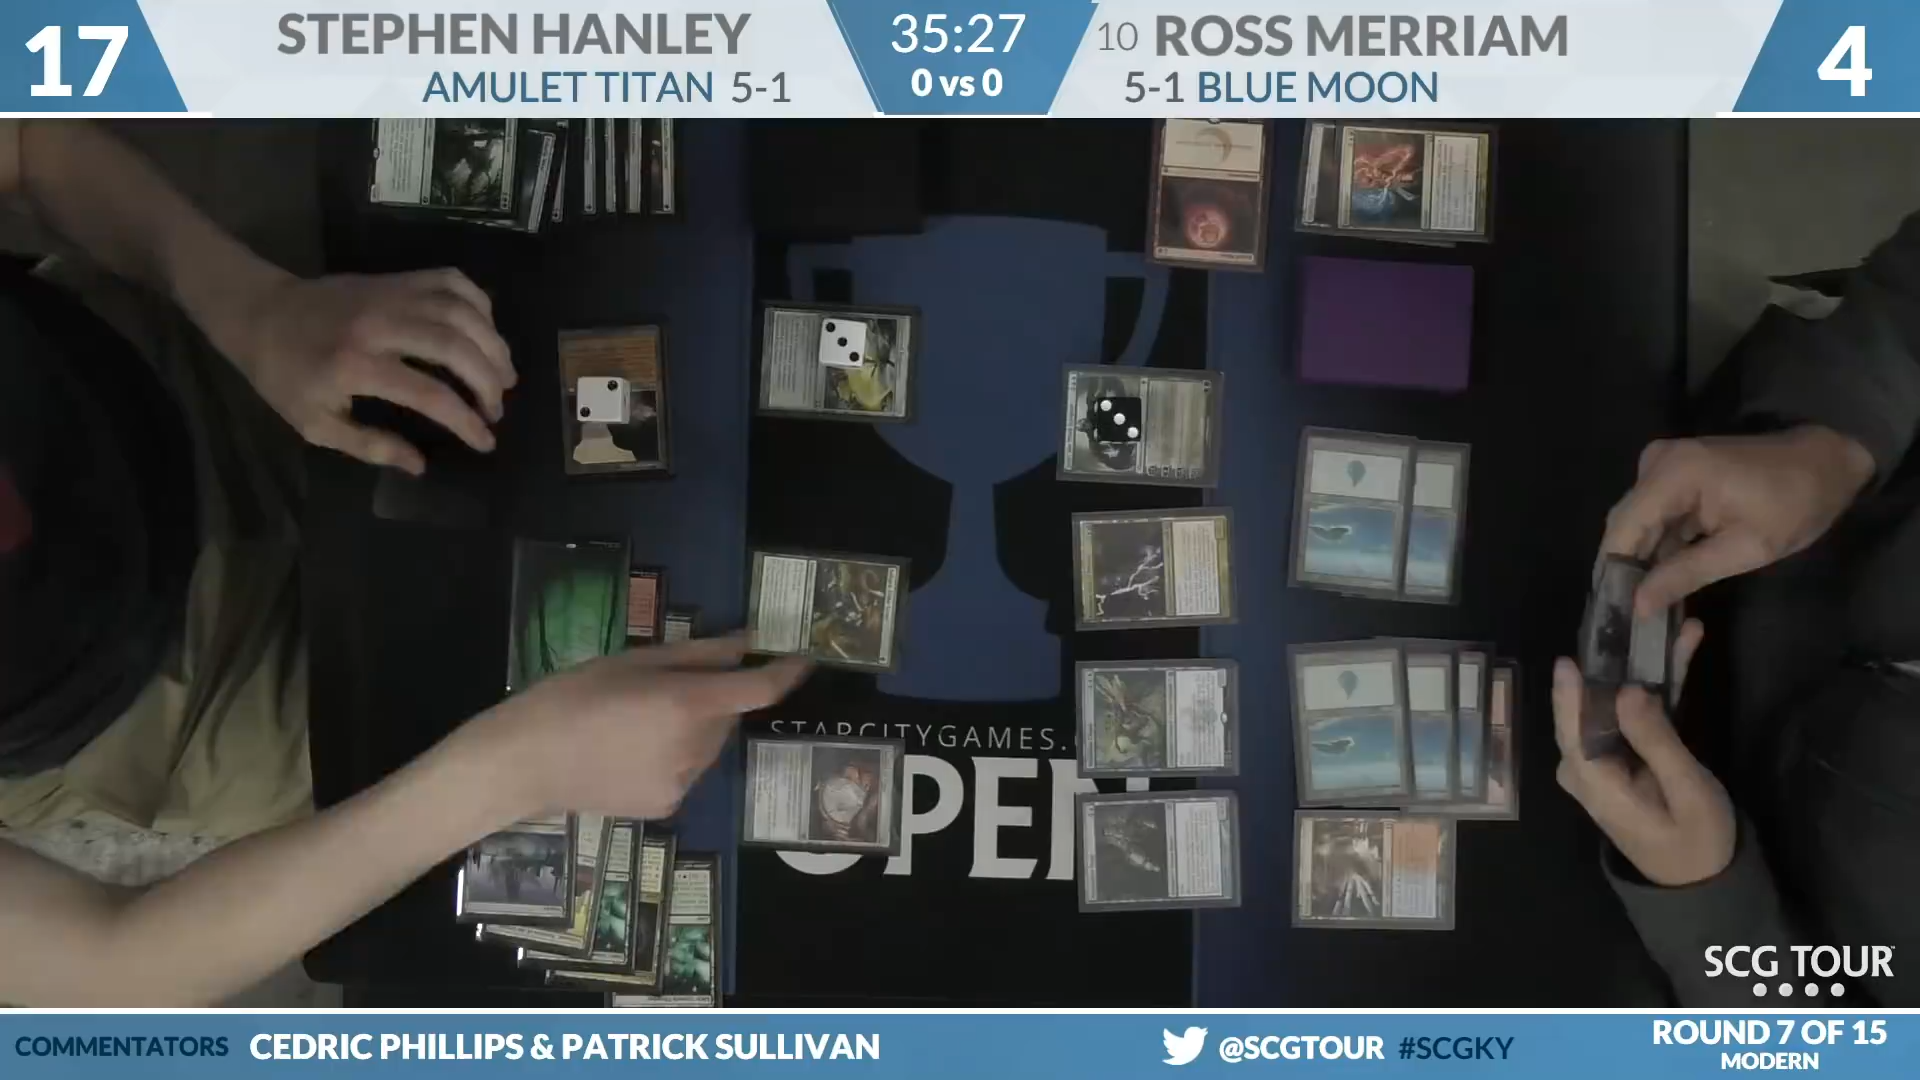 17
STEPHEN HANLEY
AMULET TITAN 5-1
35:27
0 vs 0
10 ROSS MERRIAM
5-1 BLUE MOON
4
STARCITYGAMES.
OPEN
SCG TOUR
COMMENTATORS CEDRIC PHILLIPS & PATRICK SULLIVAN
@SCGTOUR #SCGKY
ROUND 7 OF 15
MODERN